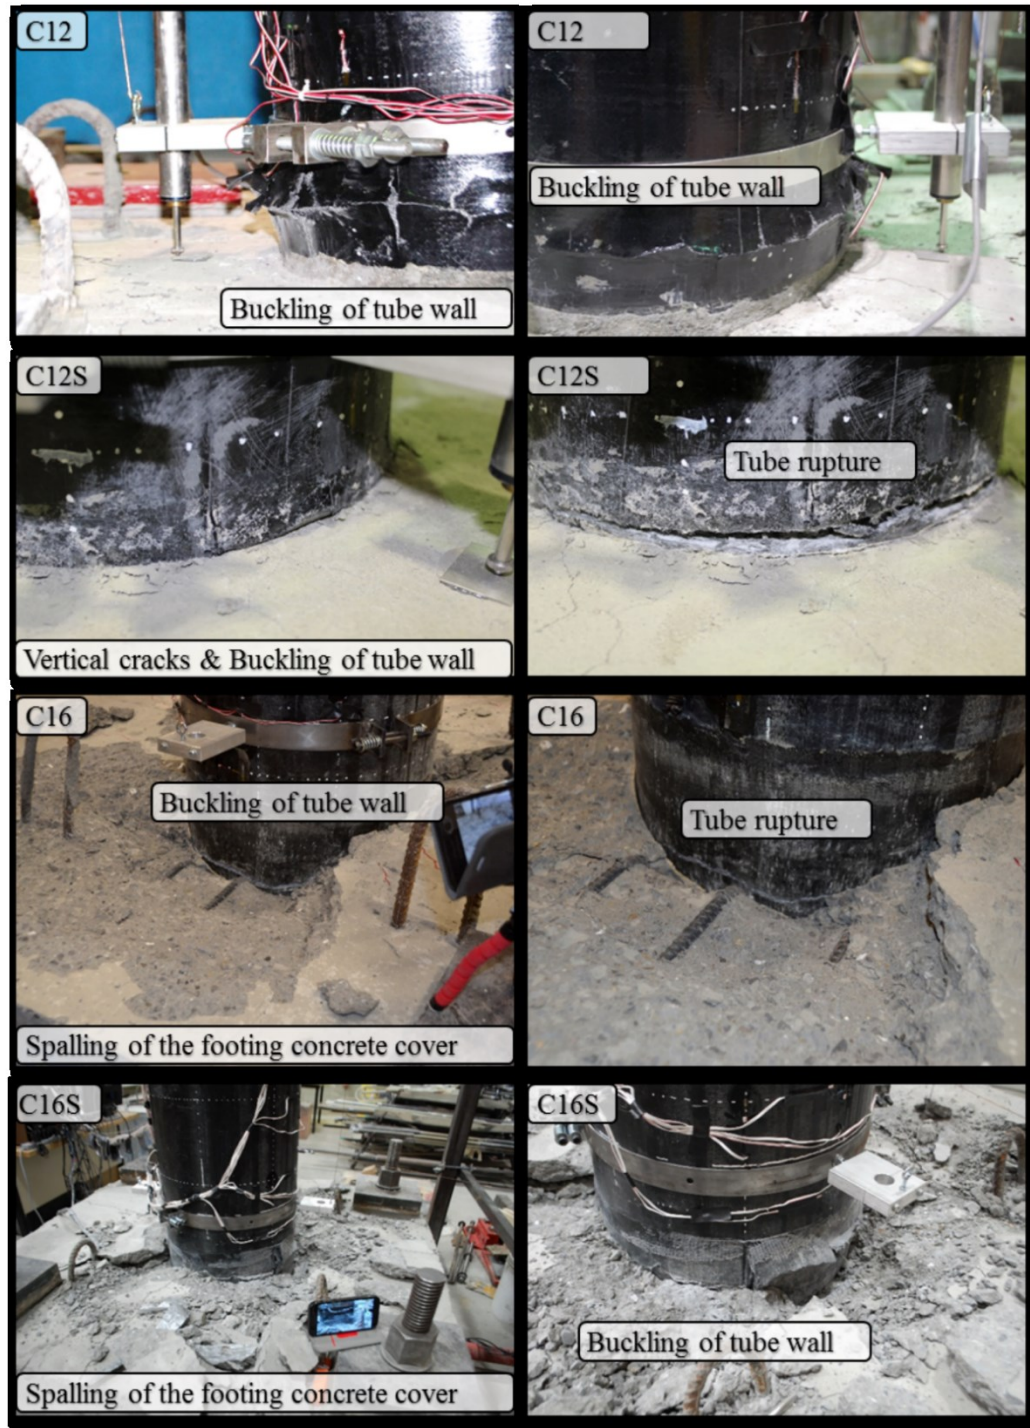 C12
Buckling of tube wall
C12
Buckling of tube wall
C12S
Vertical cracks & Buckling of tube wall
C12S
Tube rupture
C16
Buckling of tube wall
Spalling of the footing concrete cover
C16
Tube rupture
C16S
Spalling of the footing concrete cover
C16S
Buckling of tube wall